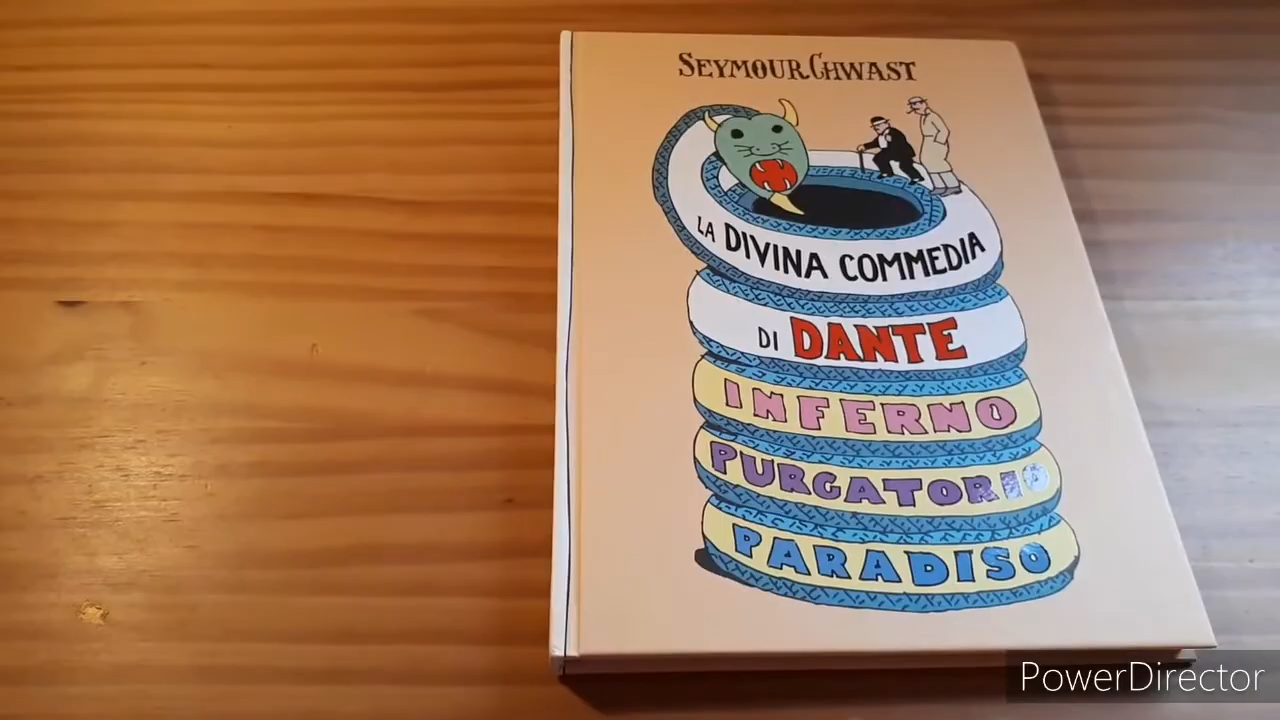 SEYMOUR CHWAST
LA DIVINA COMMEDIA
DI DANTE
INFERNO
PURGATORIO
PARADISO
PowerDirector